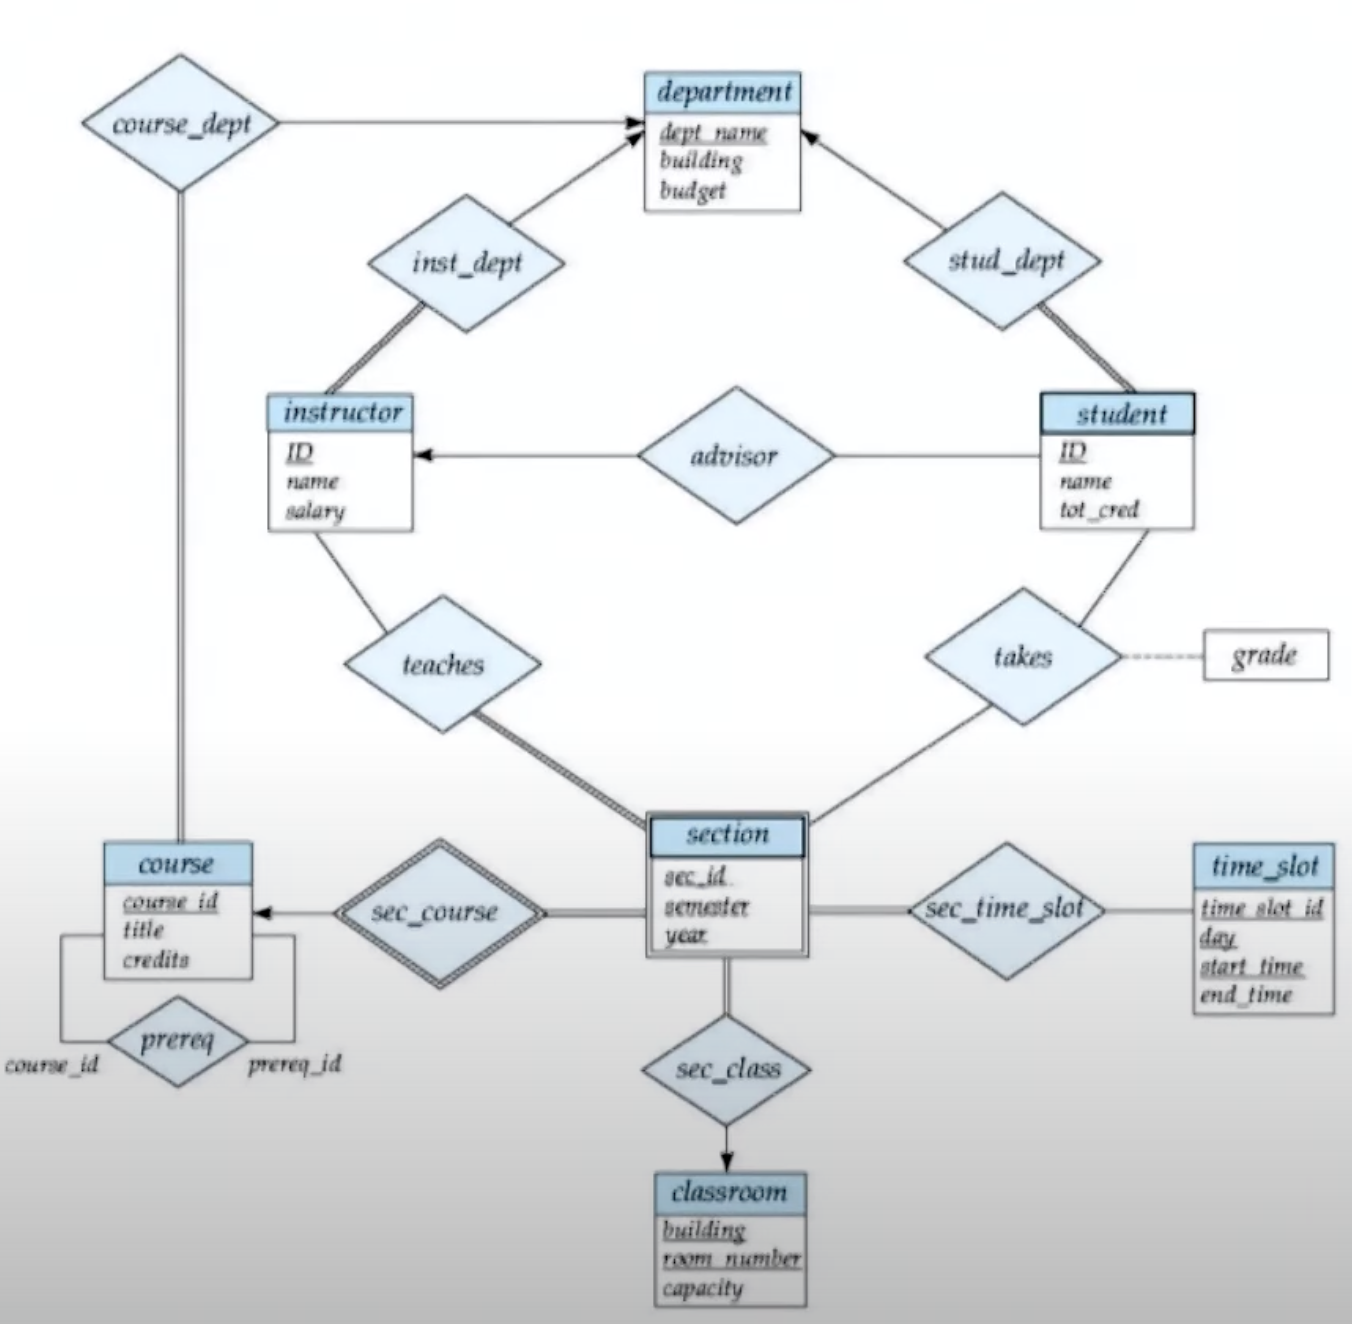 course_dept
department
dept_name
building
budget
inst_dept
stud_dept
instructor
ID
name
salary
advisor
student
ID
name
tot_cred
teaches
takes
grade
course
course_id
title
credits
sec_course
section
sec_id
semester
year
sec_time_slot
time_slot
time_slot_id
day
start_time
end_time
prereq
course_id
prereq_id
sec_class
classroom
building
room_number
capacity